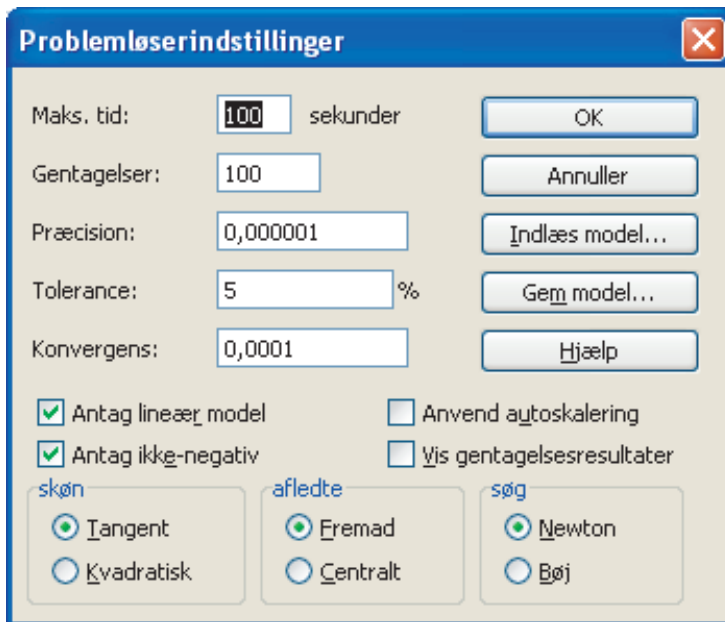 Problemløserindstillinger
Maks. tid: 100 sekunder OK
Gentagelser: 100 Annuller
Præcision: 0,000001 Indlæs model...
Tolerance: 5 % Gem model...
Konvergens: 0,0001 Hjælp
Antag lineær model Anvend autoskalering
Antag ikke-negativ Vis gentagelsesresultater
skøn afledte søg
Tangent Fremad Newton
Kvadratisk Centralt Bøj